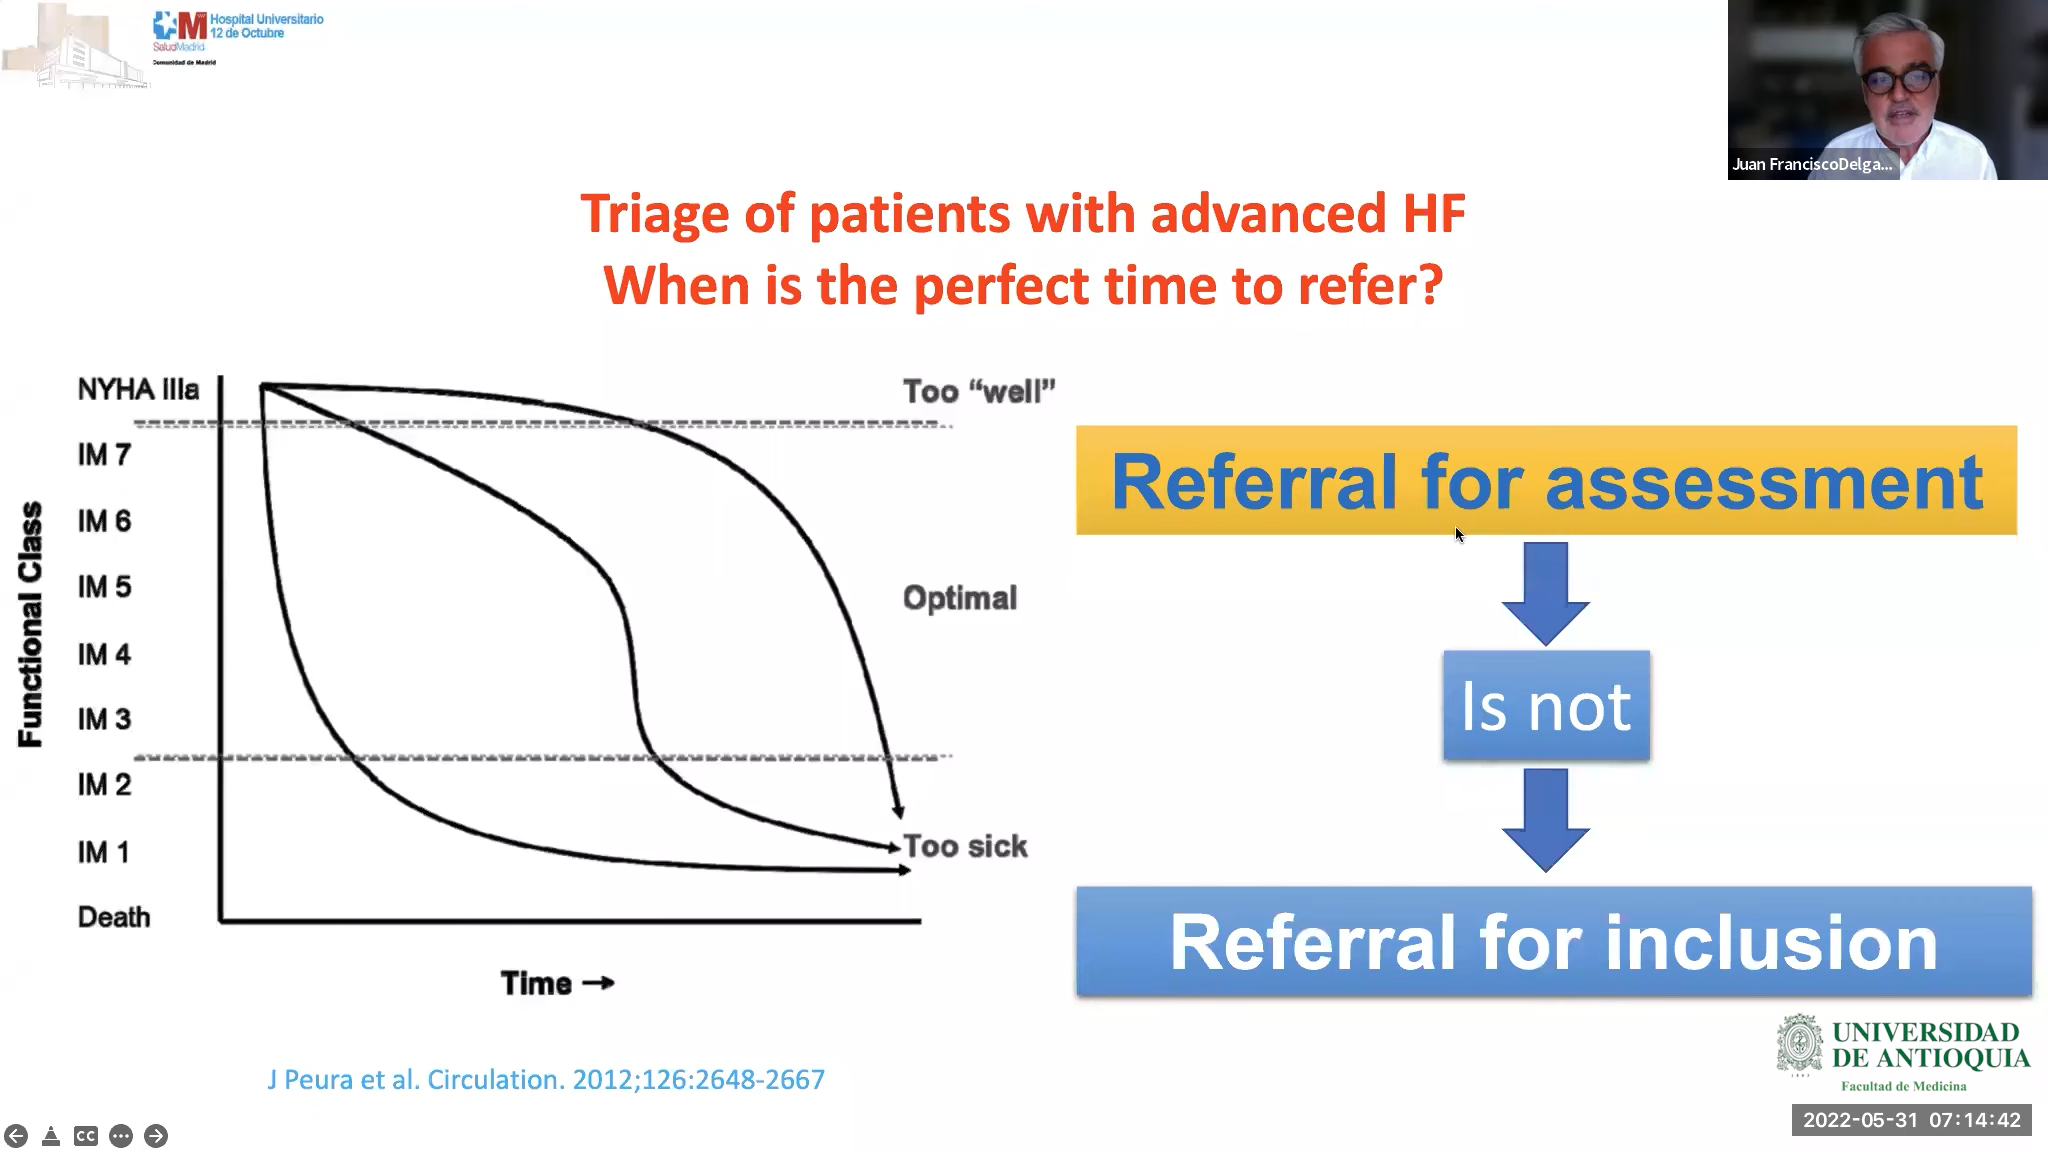 Hospital Universitario
12 de Octubre
SaludMadrid
Comunidad de Madrid
Juan FranciscoDelga...
Triage of patients with advanced HF
When is the perfect time to refer?
Functional Class
NYHA IIIa
IM 7
IM 6
IM 5
IM 4
IM 3
IM 2
IM 1
Death
Too “well”
Optimal
Too sick
Time →
J Peura et al. Circulation. 2012;126:2648-2667
Referral for assessment
Is not
Referral for inclusion
UNIVERSIDAD
DE ANTIOQUIA
Facultad de Medicina
2022-05-31 07:14:42
CC